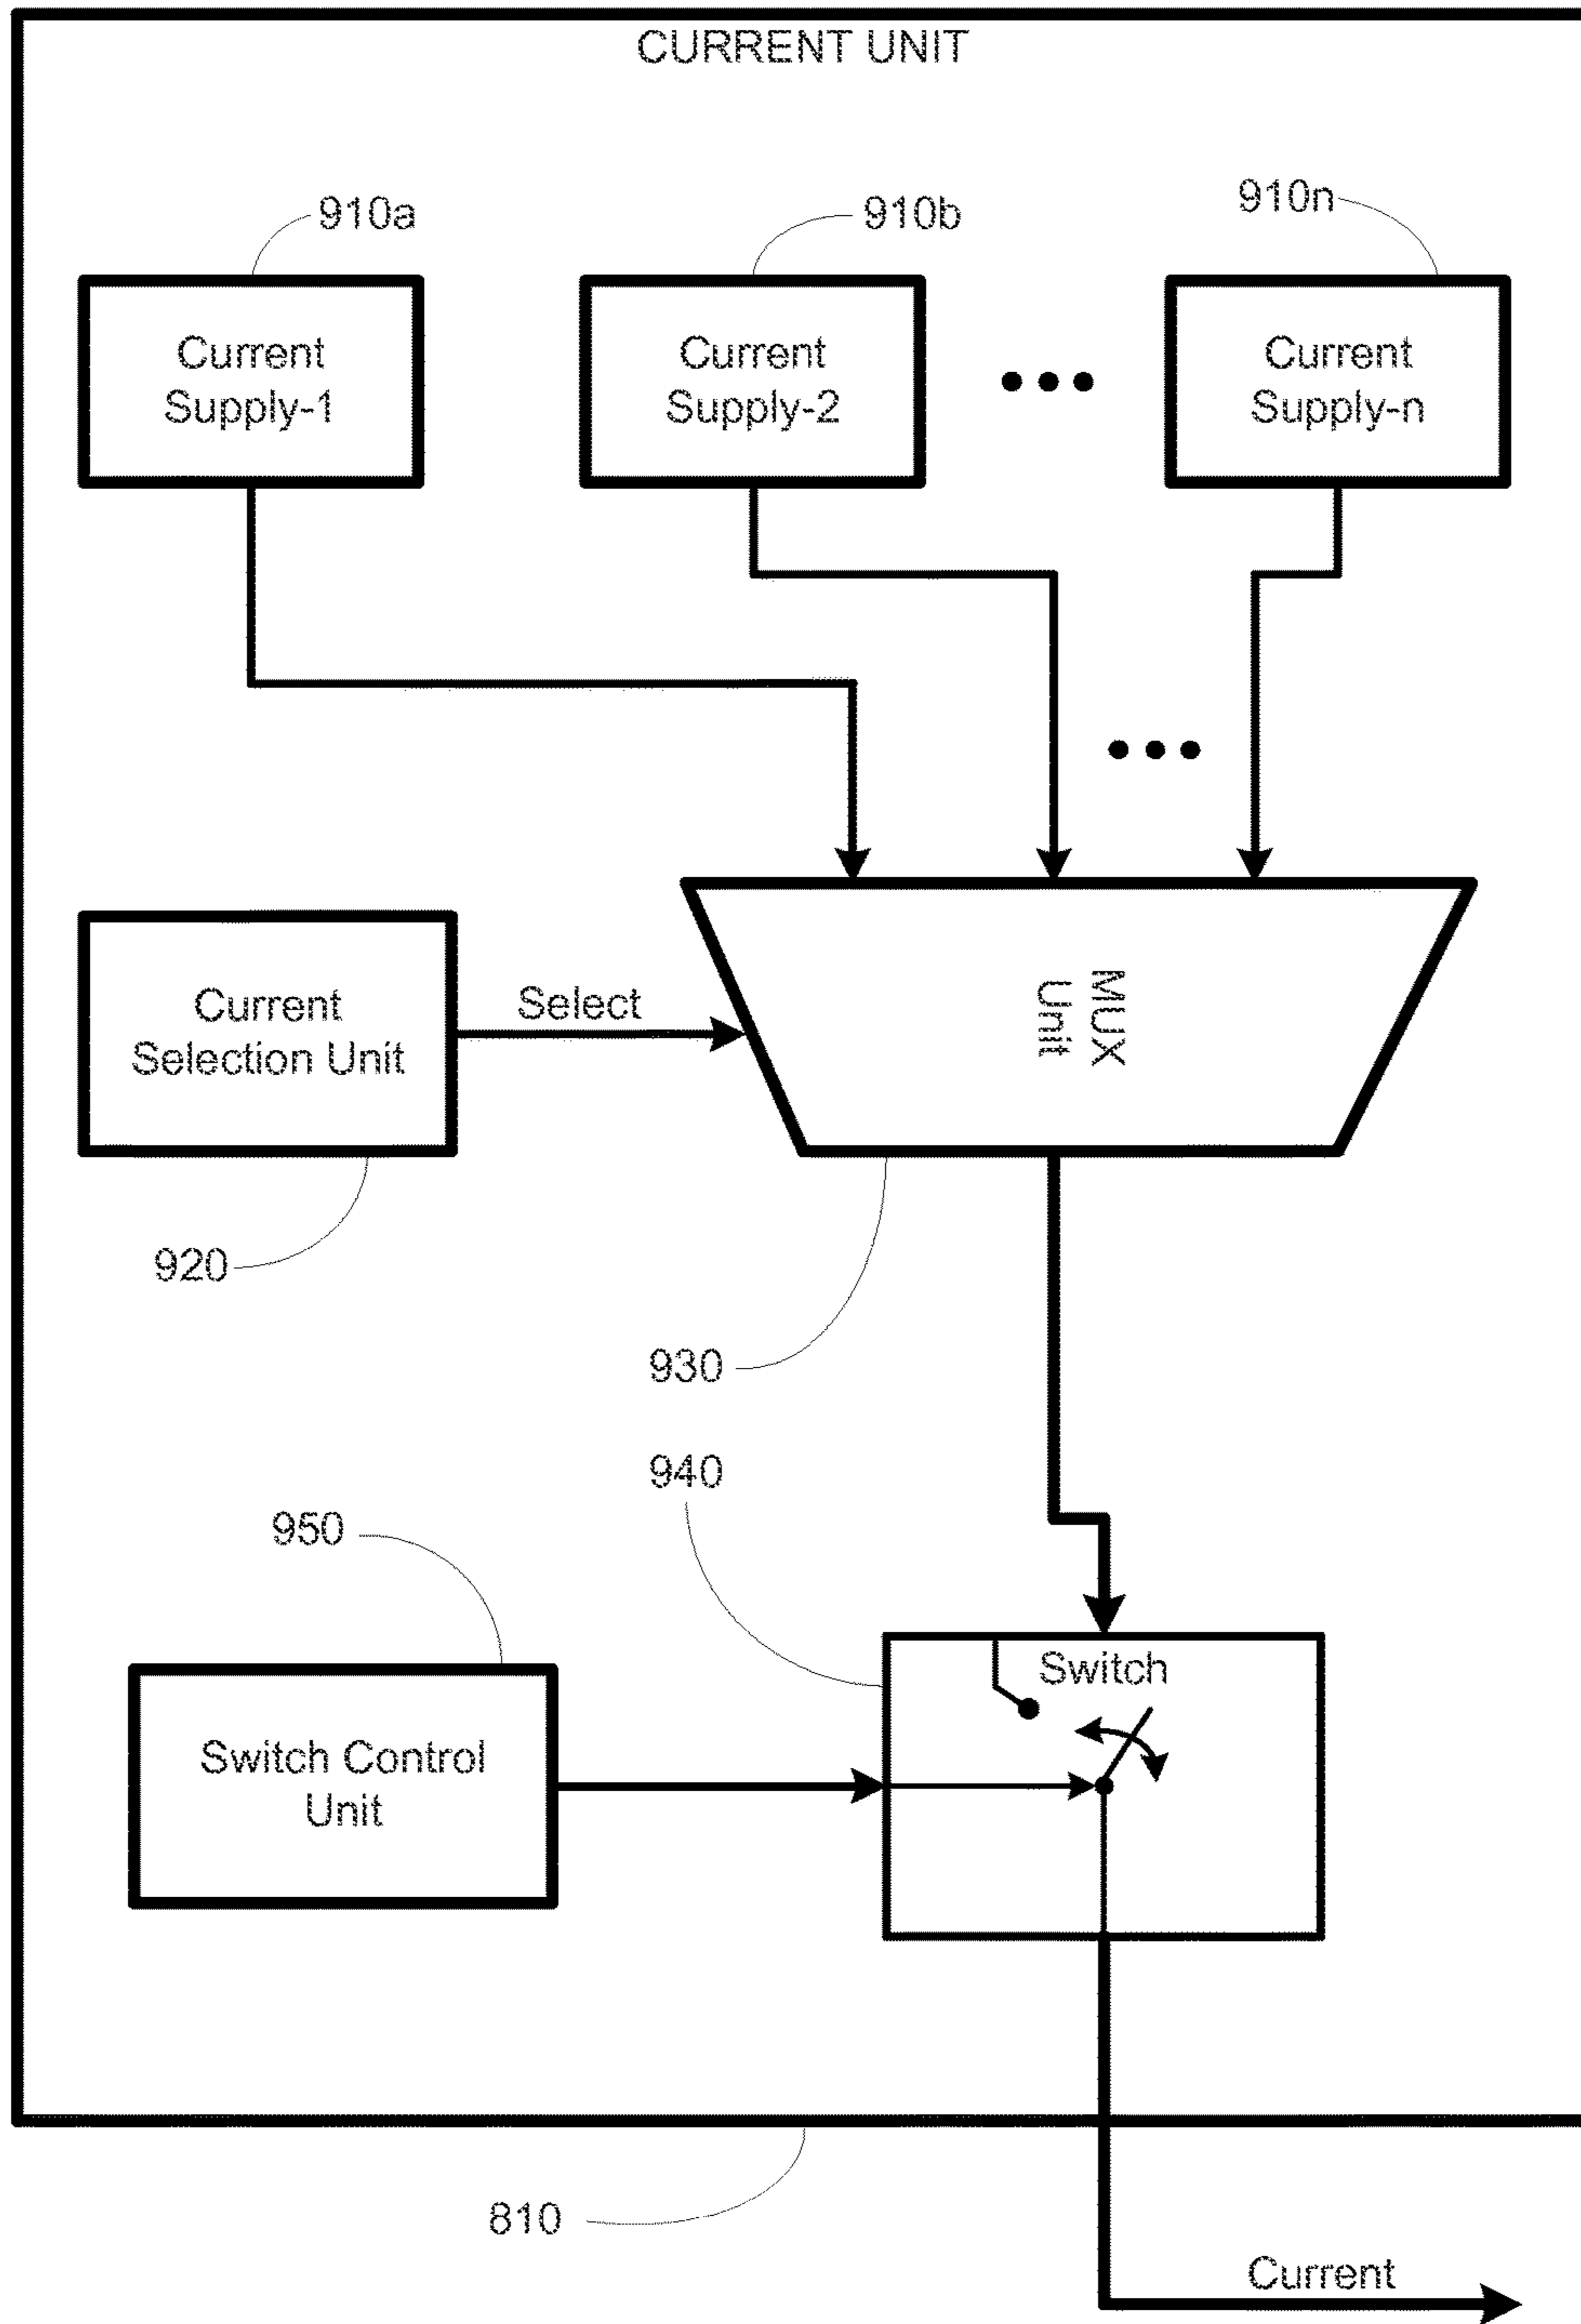 CURRENT UNIT
910a
910b
910n
Current
Supply-1
Current
Supply-2
Current
Supply-n
Current
Selection Unit
Select
MUX
Unit
920
930
940
950
Switch
Switch Control
Unit
810
Current